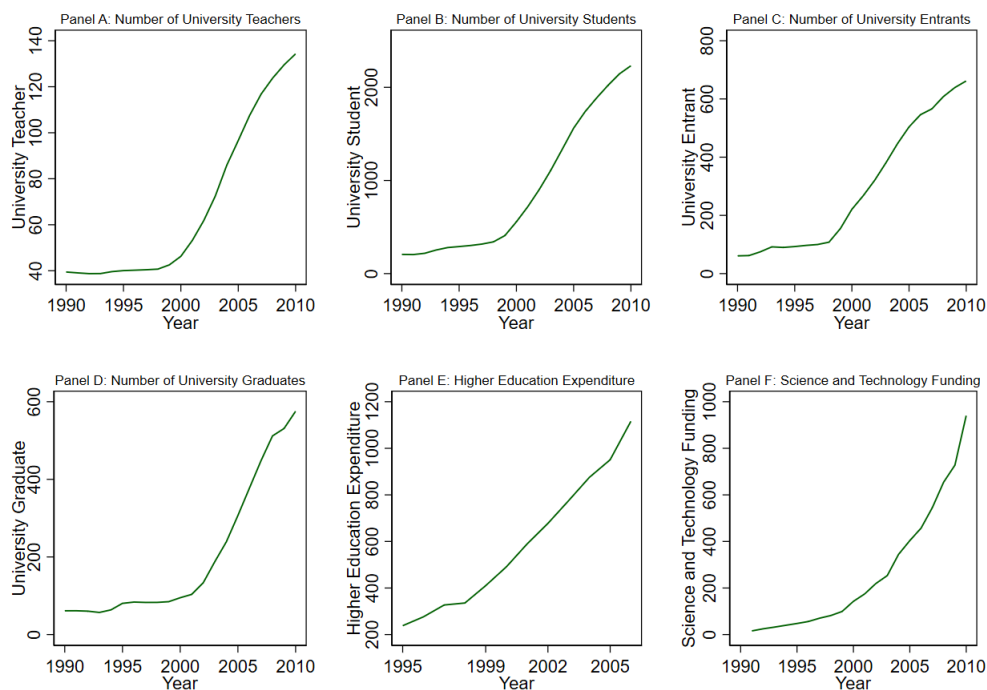 Panel A: Number of University Teachers
University Teacher
140
120
100
80
60
40
1990 1995 2000 2005 2010
Year
Panel B: Number of University Students
University Student
2000
1000
0
1990 1995 2000 2005 2010
Year
Panel C: Number of University Entrants
University Entrant
800
600
400
200
0
1990 1995 2000 2005 2010
Year
Panel D: Number of University Graduates
University Graduate
600
400
200
0
1990 1995 2000 2005 2010
Year
Panel E: Higher Education Expenditure
Higher Education Expenditure
1200
1000
800
600
400
200
1995 1999 2002 2005
Year
Panel F: Science and Technology Funding
Science and Technology Funding
1000
800
600
400
200
0
1990 1995 2000 2005 2010
Year